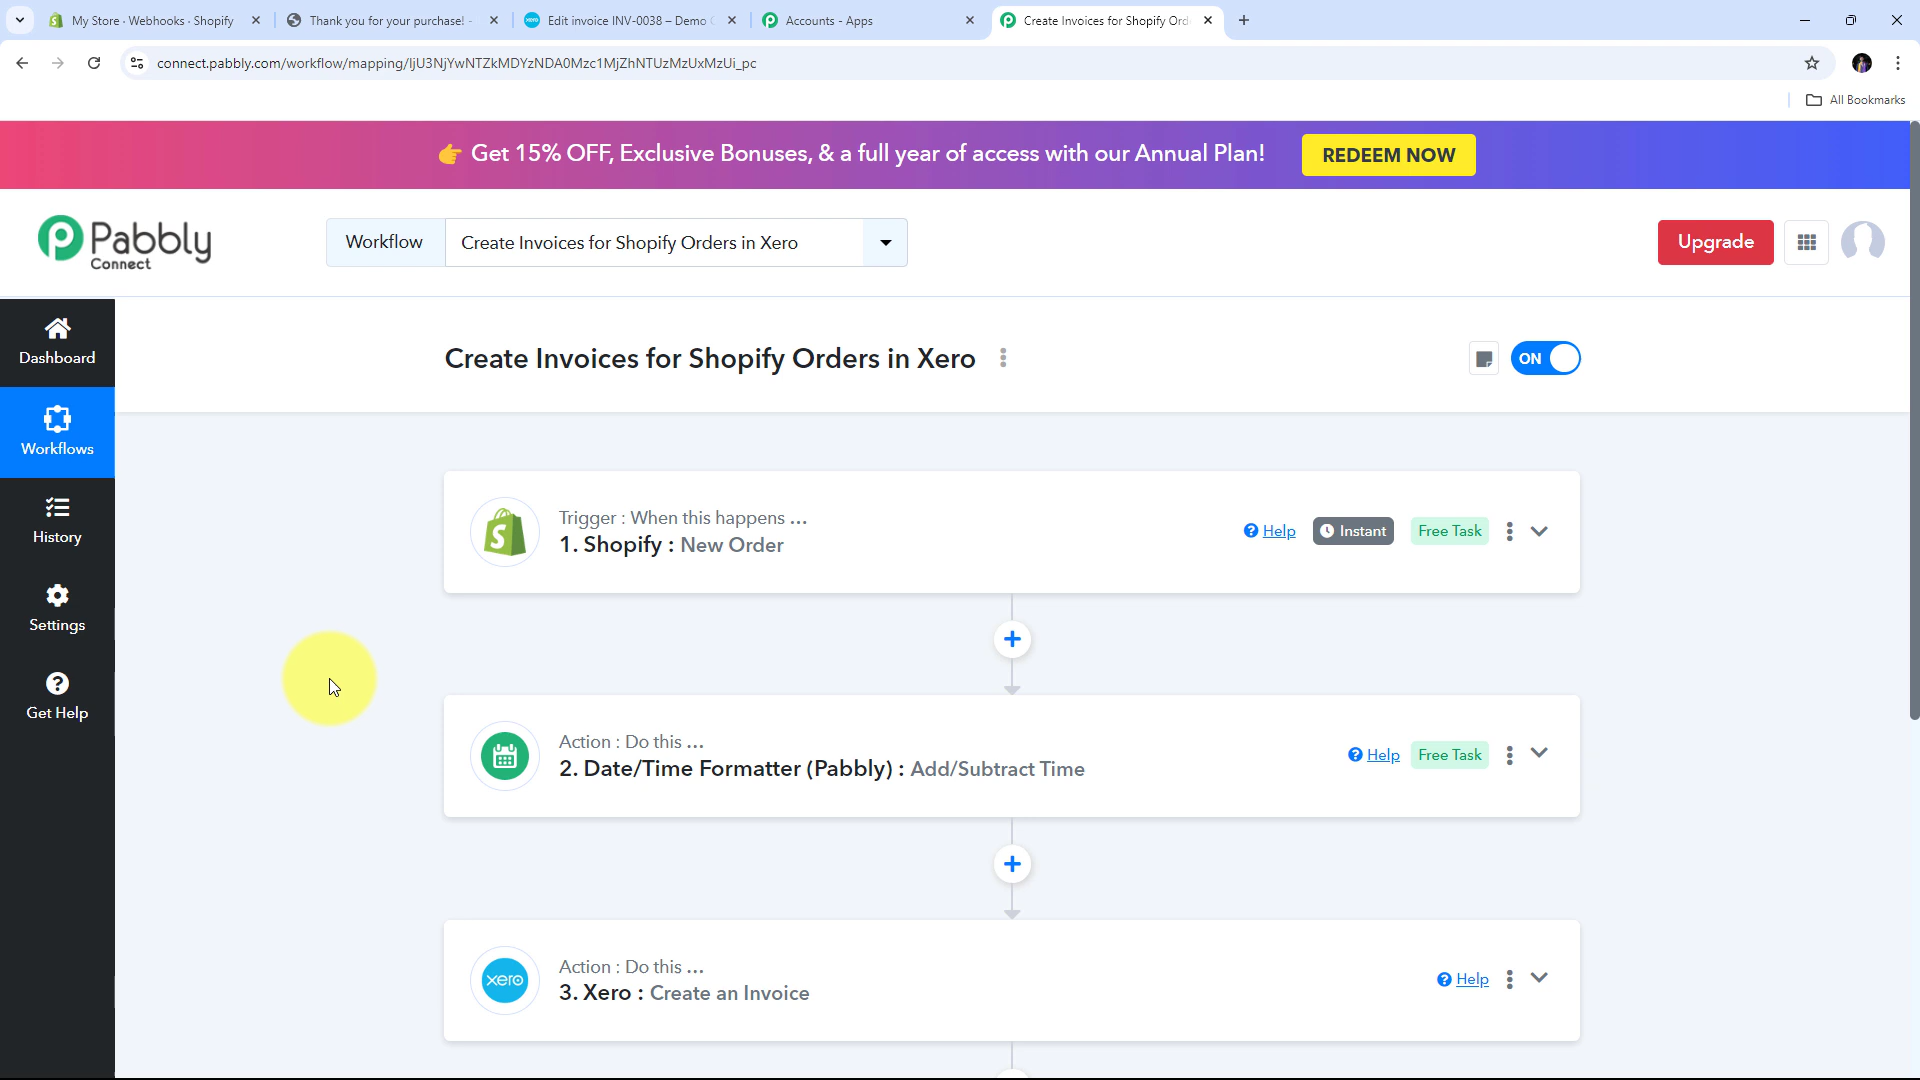 My Store · Webhooks · Shopify
Thank you for your purchase! -
Edit invoice INV-0038 – Demo
Accounts - Apps
Create Invoices for Shopify Ord
connect.pabbly.com/workflow/mapping/IjU3NjYwNTZkMDYzNDA0Mzc1MjZhNTUzMzUxMzUi_pc
All Bookmarks
Get 15% OFF, Exclusive Bonuses, & a full year of access with our Annual Plan!
REDEEM NOW
Pabbly
Connect
Workflow
Create Invoices for Shopify Orders in Xero
Upgrade
Dashboard
Workflows
History
Settings
Get Help
Create Invoices for Shopify Orders in Xero
ON
Trigger : When this happens ...
1. Shopify : New Order
Help
Instant
Free Task
Action : Do this ...
2. Date/Time Formatter (Pabbly) : Add/Subtract Time
Help
Free Task
xero
Action : Do this ...
3. Xero : Create an Invoice
Help